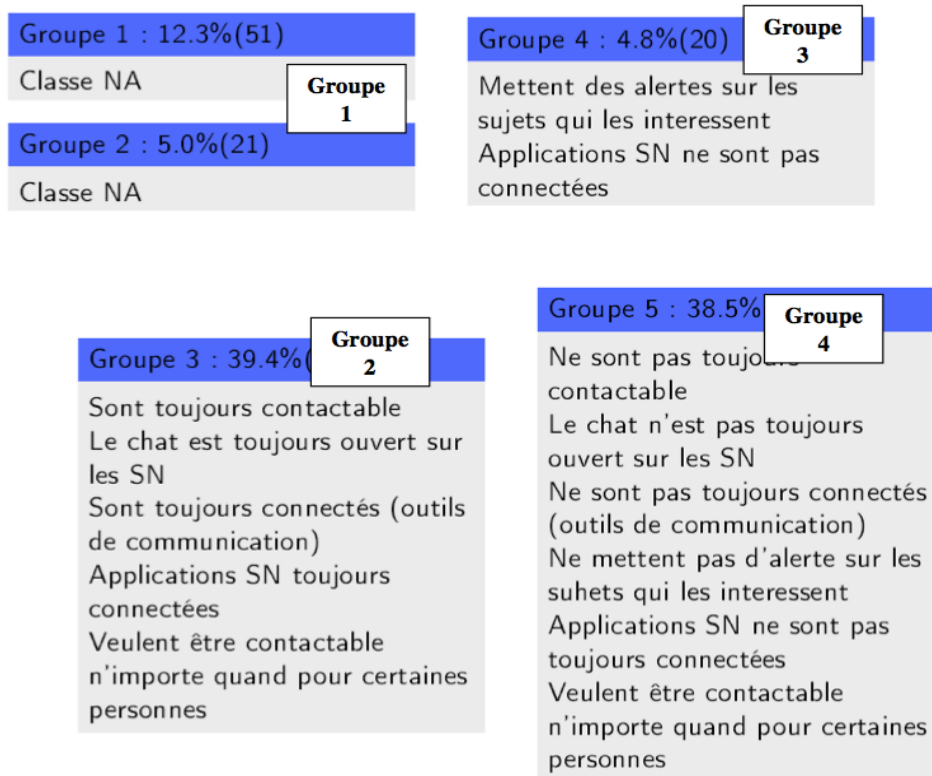 Groupe 1 : 12.3%(51)
Classe NA
Groupe
1
Groupe 2 : 5.0%(21)
Classe NA
Groupe 4 : 4.8%(20)
Groupe
3
Mettent des alertes sur les
sujets qui les interessent
Applications SN ne sont pas
connectées
Groupe 3 : 39.4%(
Groupe
2
Sont toujours contactable
Le chat est toujours ouvert sur
les SN
Sont toujours connectés (outils
de communication)
Applications SN toujours
connectées
Veulent être contactable
n'importe quand pour certaines
personnes
Groupe 5 : 38.5%
Groupe
4
Ne sont pas toujours
contactable
Le chat n'est pas toujours
ouvert sur les SN
Ne sont pas toujours connectés
(outils de communication)
Ne mettent pas d'alerte sur les
suhets qui les interessent
Applications SN ne sont pas
toujours connectées
Veulent être contactable
n'importe quand pour certaines
personnes